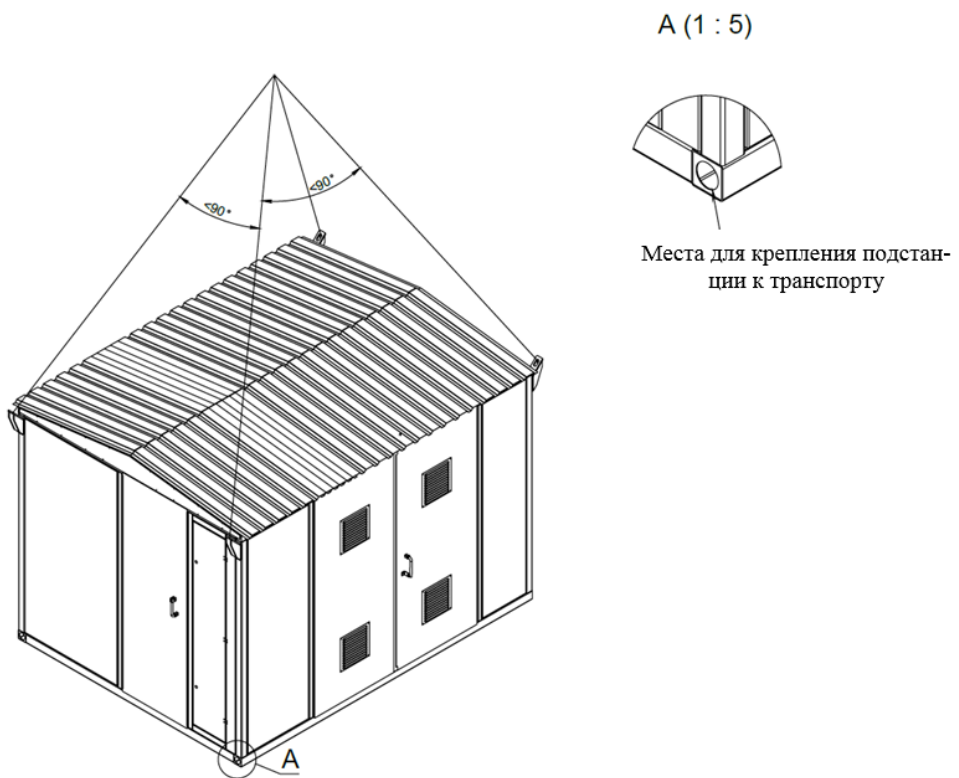 А (1 : 5)
<90°
<90°
Места для крепления подстан-
ции к транспорту
А